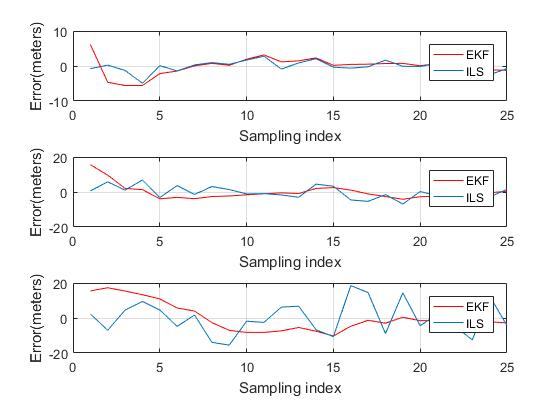 10
0
-10
Error(meters)
EKF
ILS
0 5 10 15 20 25
Sampling index
20
0
-20
Error(meters)
EKF
ILS
0 5 10 15 20 25
Sampling index
20
0
-20
Error(meters)
EKF
ILS
0 5 10 15 20 25
Sampling index